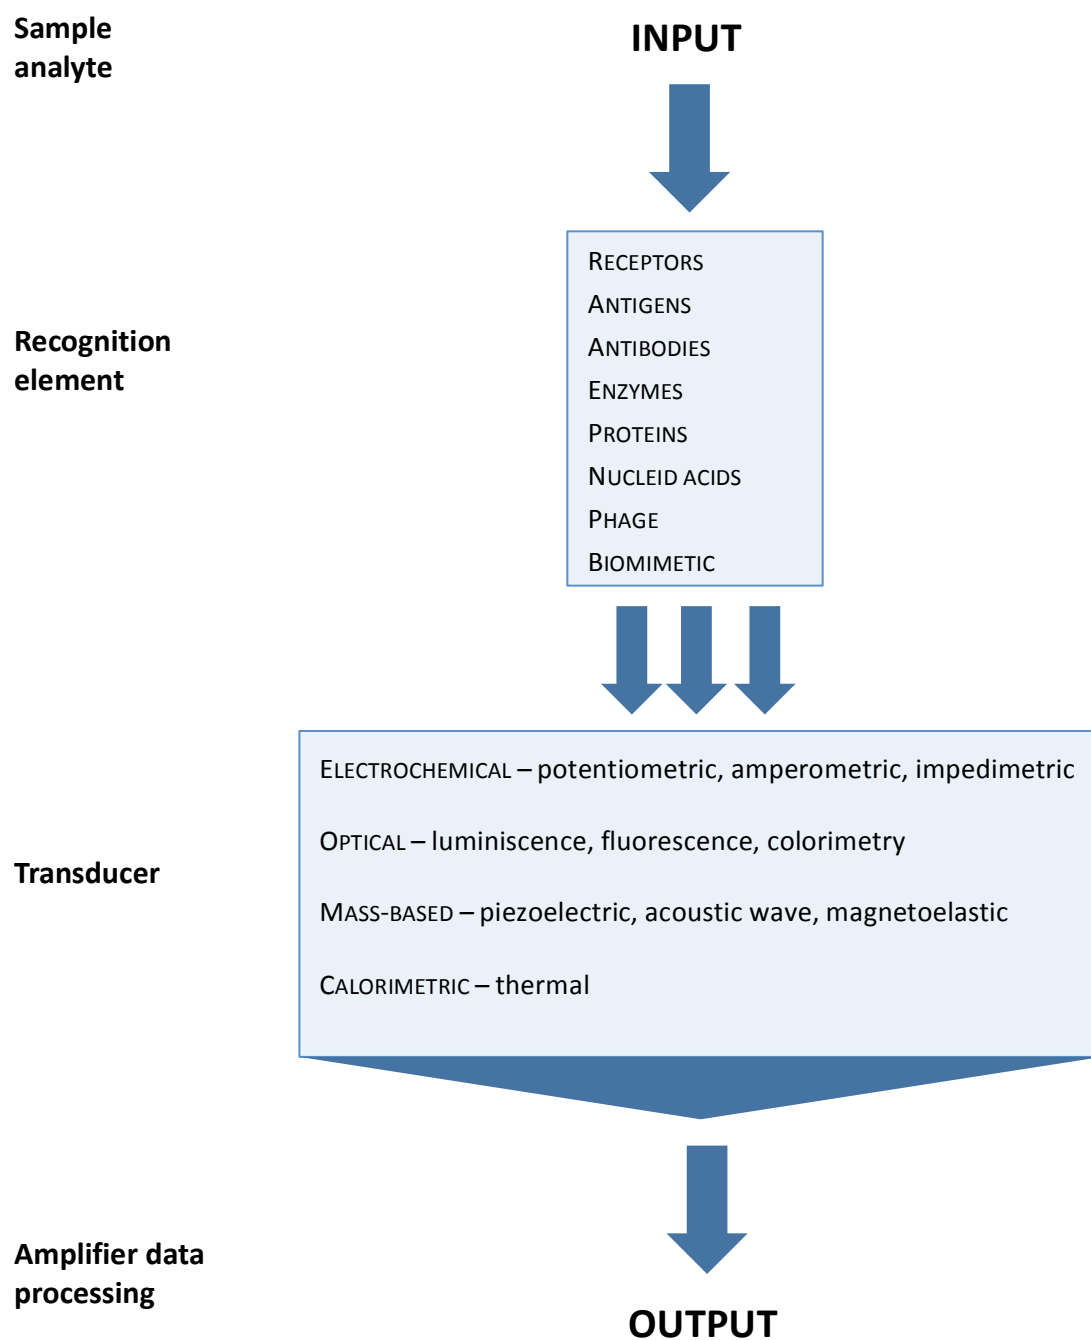 Sample
analyte
INPUT
Recognition
element
RECEPTORS
ANTIGENS
ANTIBODIES
ENZYMES
PROTEINS
NUCLEID ACIDS
PHAGE
BIOMIMETIC
Transducer
ELECTROCHEMICAL – potentiometric, amperometric, impedimetric
OPTICAL – luminiscence, fluorescence, colorimetry
MASS-BASED – piezoelectric, acoustic wave, magnetoelastic
CALORIMETRIC – thermal
Amplifier data
processing
OUTPUT